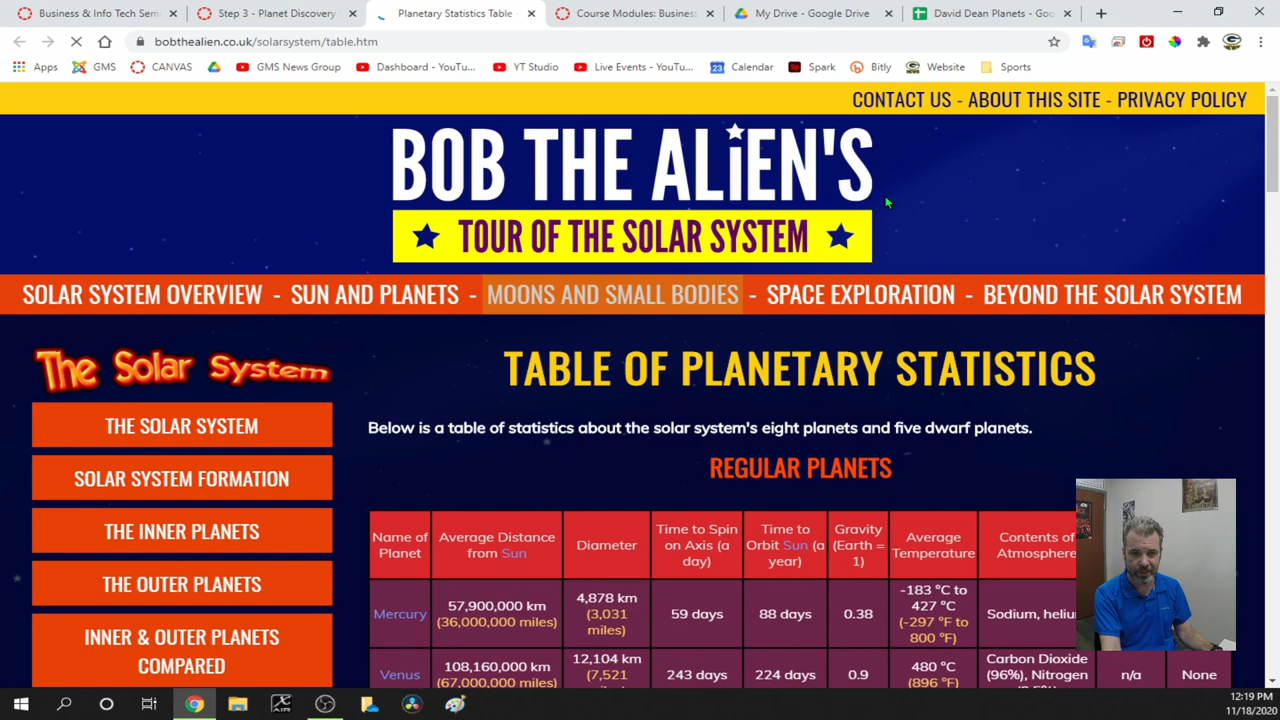 Business & Info Tech Sem
Step 3 - Planet Discovery
Planetary Statistics Table -
Course Modules: Business
My Drive - Google Drive
David Dean Planets - Goo
bobthealien.co.uk/solarsystem/table.htm
Apps
GMS
CANVAS
GMS News Group
Dashboard - YouTu...
YT Studio
Live Events - YouTu...
Calendar
Spark
Bitly
Website
Sports
CONTACT US - ABOUT THIS SITE - PRIVACY POLICY
BOB THE ALiEN'S
TOUR OF THE SOLAR SYSTEM
SOLAR SYSTEM OVERVIEW - SUN AND PLANETS - MOONS AND SMALL BODIES - SPACE EXPLORATION - BEYOND THE SOLAR SYSTEM
The Solar System
THE SOLAR SYSTEM
SOLAR SYSTEM FORMATION
THE INNER PLANETS
THE OUTER PLANETS
INNER & OUTER PLANETS
COMPARED
TABLE OF PLANETARY STATISTICS
Below is a table of statistics about the solar system's eight planets and five dwarf planets.
REGULAR PLANETS
Name of
Planet
Average Distance
from Sun
Diameter
Time to Spin
on Axis (a
day)
Time to
Orbit Sun (a
year)
Gravity
(Earth =
1)
Average
Temperature
Contents of
Atmosphere
Mercury
57,900,000 km
(36,000,000 miles)
4,878 km
(3,031
miles)
59 days
88 days
0.38
-183 °C to
427 °C
(-297 °F to
800 °F)
Sodium, heliu
Venus
108,160,000 km
(67,000,000 miles)
12,104 km
(7,521
miles)
243 days
224 days
0.9
480 °C
(896 °F)
Carbon Dioxide
(96%), Nitrogen
n/a
None
12:19 PM
11/18/2020